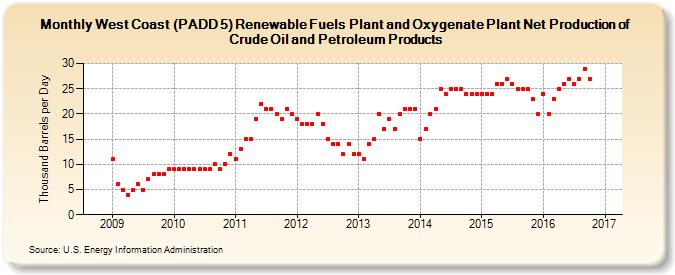 Monthly West Coast (PADD 5) Renewable Fuels Plant and Oxygenate Plant Net Production of
Crude Oil and Petroleum Products
Thousand Barrels per Day
30
25
20
15
10
5
0
2009 2010 2011 2012 2013 2014 2015 2016 2017
Source: U.S. Energy Information Administration